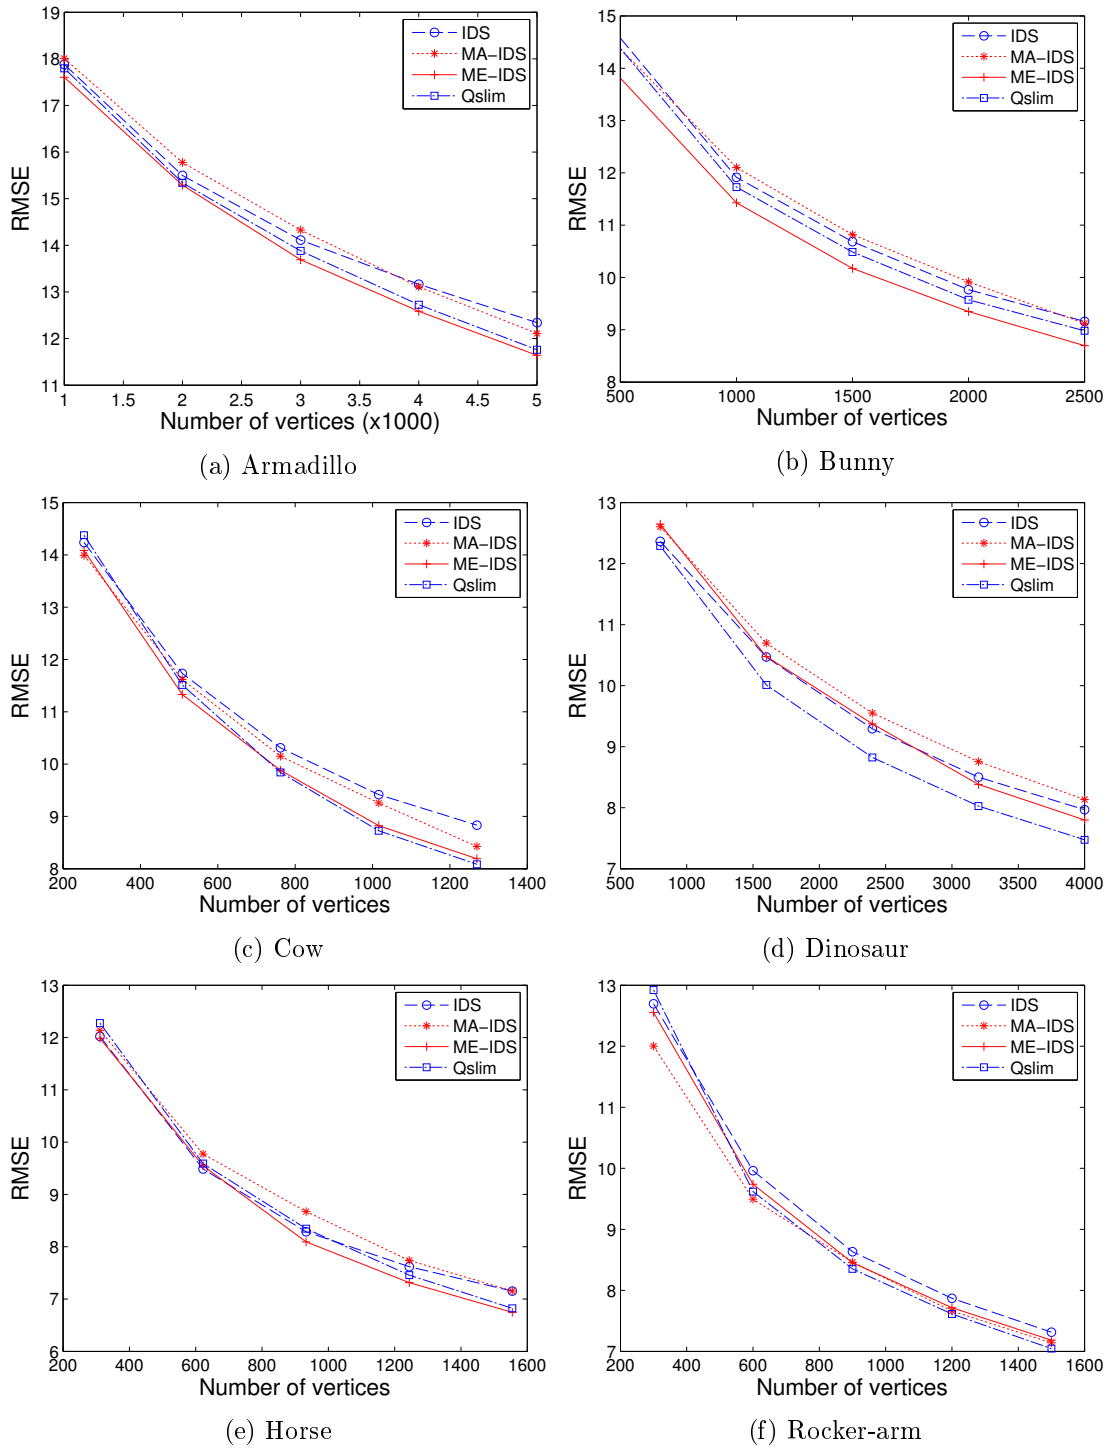 19
18
17
16
15
14
13
12
11
RMSE
1
1.5
2
2.5
3
3.5
4
4.5
5
Number of vertices (x1000)
IDS
MA-IDS
ME-IDS
Qslim
(a) Armadillo
15
14
13
12
11
10
9
8
RMSE
500
1000
1500
2000
2500
Number of vertices
IDS
MA-IDS
ME-IDS
Qslim
(b) Bunny
15
14
13
12
11
10
9
8
RMSE
200
400
600
800
1000
1200
1400
Number of vertices
IDS
MA-IDS
ME-IDS
Qslim
(c) Cow
13
12
11
10
9
8
7
RMSE
500
1000
1500
2000
2500
3000
3500
4000
Number of vertices
IDS
MA-IDS
ME-IDS
Qslim
(d) Dinosaur
13
12
11
10
9
8
7
6
RMSE
200
400
600
800
1000
1200
1400
1600
Number of vertices
IDS
MA-IDS
ME-IDS
Qslim
(e) Horse
13
12
11
10
9
8
7
RMSE
200
400
600
800
1000
1200
1400
1600
Number of vertices
IDS
MA-IDS
ME-IDS
Qslim
(f) Rocker-arm